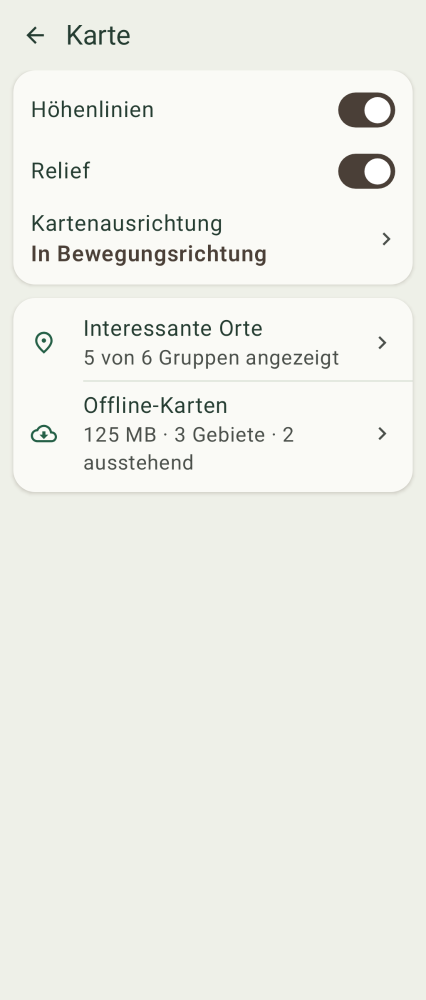 Karte
Höhenlinien
Relief
Kartenausrichtung
In Bewegungsrichtung
Interessante Orte
5 von 6 Gruppen angezeigt
Offline-Karten
125 MB · 3 Gebiete · 2
ausstehend